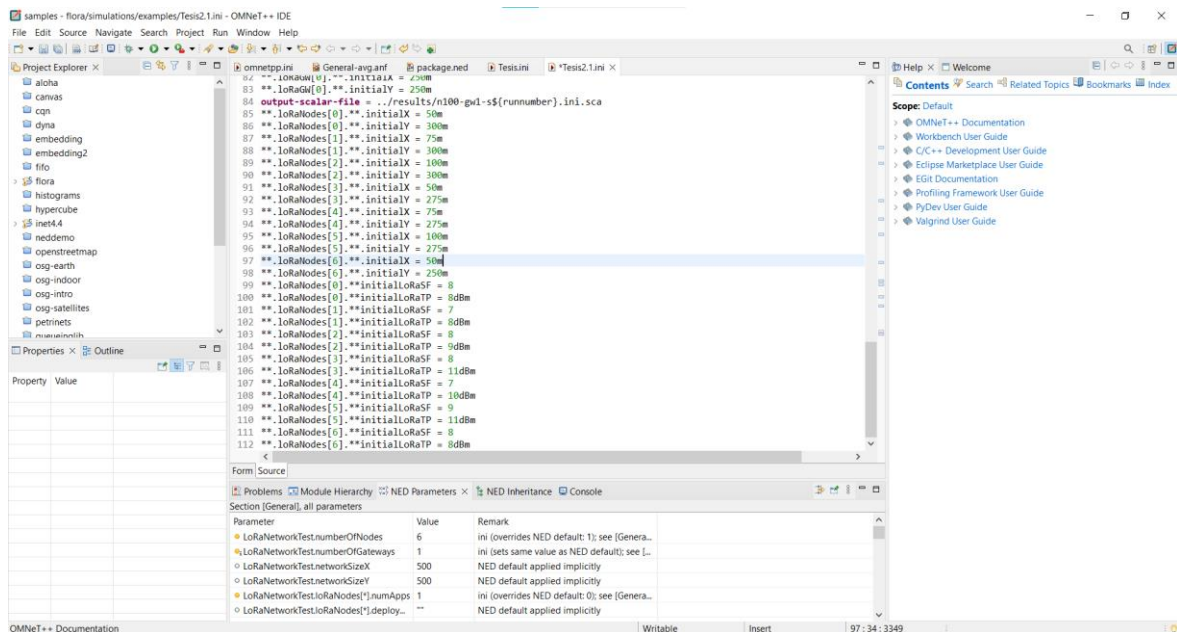 samples - flora/simulations/examples/Tesis2.1.ini - OMNeT++ IDE
File Edit Source Navigate Search Project Run Window Help
Project Explorer
aloha
canvas
cqn
dyna
embedding
embedding2
fifo
flora
histograms
hypercube
inet4.4
neddemo
openstreetmap
osg-earth
osg-indoor
osg-intro
osg-satellites
petrinets
queueinglib
Properties Outline
Property Value
omnetpp.ini General-avg.anf package.ned Tesis.ini *Tesis2.1.ini
82 **.loRaGW[0].**.initialX = 250m
83 **.loRaGW[0].**.initialY = 250m
84 output-scalar-file = ../results/n100-gw1-s${runnumber}.ini.sca
85 **.loRaNodes[0].**.initialX = 50m
86 **.loRaNodes[0].**.initialY = 300m
87 **.loRaNodes[1].**.initialX = 75m
88 **.loRaNodes[1].**.initialY = 300m
89 **.loRaNodes[2].**.initialX = 100m
90 **.loRaNodes[2].**.initialY = 300m
91 **.loRaNodes[3].**.initialX = 50m
92 **.loRaNodes[3].**.initialY = 275m
93 **.loRaNodes[4].**.initialX = 75m
94 **.loRaNodes[4].**.initialY = 275m
95 **.loRaNodes[5].**.initialX = 100m
96 **.loRaNodes[5].**.initialY = 275m
97 **.loRaNodes[6].**.initialX = 50m
98 **.loRaNodes[6].**.initialY = 250m
99 **.loRaNodes[0].**initialLoRaSF = 8
100 **.loRaNodes[0].**initialLoRaTP = 8dBm
101 **.loRaNodes[1].**initialLoRaSF = 7
102 **.loRaNodes[1].**initialLoRaTP = 8dBm
103 **.loRaNodes[2].**initialLoRaSF = 8
104 **.loRaNodes[2].**initialLoRaTP = 9dBm
105 **.loRaNodes[3].**initialLoRaSF = 8
106 **.loRaNodes[3].**initialLoRaTP = 11dBm
107 **.loRaNodes[4].**initialLoRaSF = 7
108 **.loRaNodes[4].**initialLoRaTP = 10dBm
109 **.loRaNodes[5].**initialLoRaSF = 9
110 **.loRaNodes[5].**initialLoRaTP = 11dBm
111 **.loRaNodes[6].**initialLoRaSF = 8
112 **.loRaNodes[6].**initialLoRaTP = 8dBm
Form Source
Problems Module Hierarchy NED Parameters NED Inheritance Console
Section [General], all parameters
Parameter Value Remark
LoRaNetworkTest.numberOfNodes 6 ini (overrides NED default: 1); see [Genera...
LoRaNetworkTest.numberOfGateways 1 ini (sets same value as NED default); see [...
LoRaNetworkTest.networkSizeX 500 NED default applied implicitly
LoRaNetworkTest.networkSizeY 500 NED default applied implicitly
LoRaNetworkTest.loRaNodes[*].numApps 1 ini (overrides NED default: 0); see [Genera...
LoRaNetworkTest.loRaNodes[*].deploy... "" NED default applied implicitly
Help Welcome
Contents Search Related Topics Bookmarks Index
Scope: Default
OMNeT++ Documentation
Workbench User Guide
C/C++ Development User Guide
Eclipse Marketplace User Guide
EGit Documentation
Profiling Framework User Guide
PyDev User Guide
Valgrind User Guide
OMNeT++ Documentation Writable Insert 97 : 34 : 3349